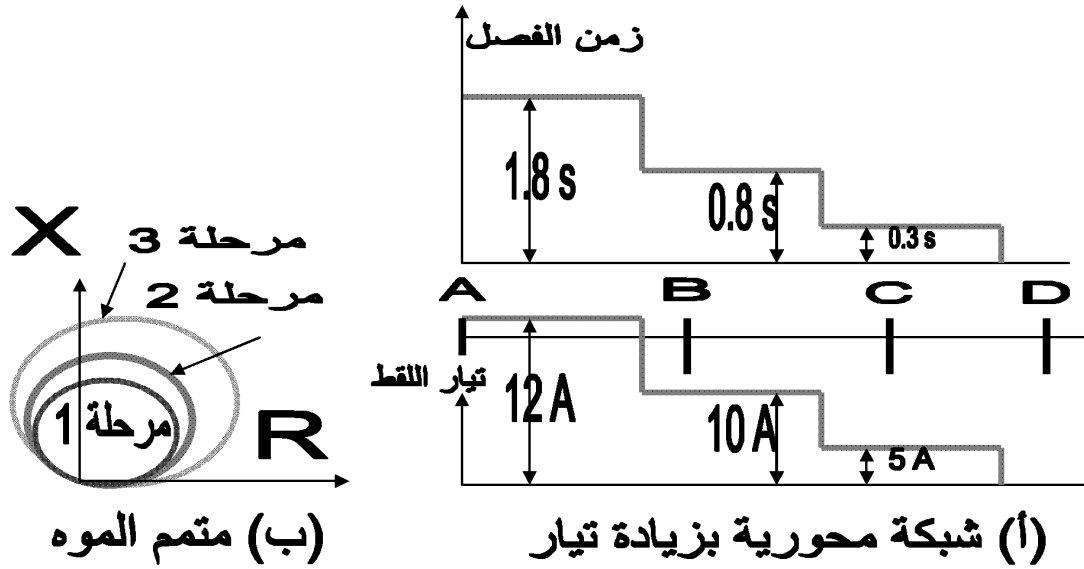 زمن الفصل
1.8 s
0.8 s
0.3 s
A B C D
تيار اللقط
12 A
10 A
5 A
(أ) شبكة محورية بزيادة تيار
X
مرحلة 3
مرحلة 2
مرحلة 1
R
(ب) متمم الموه